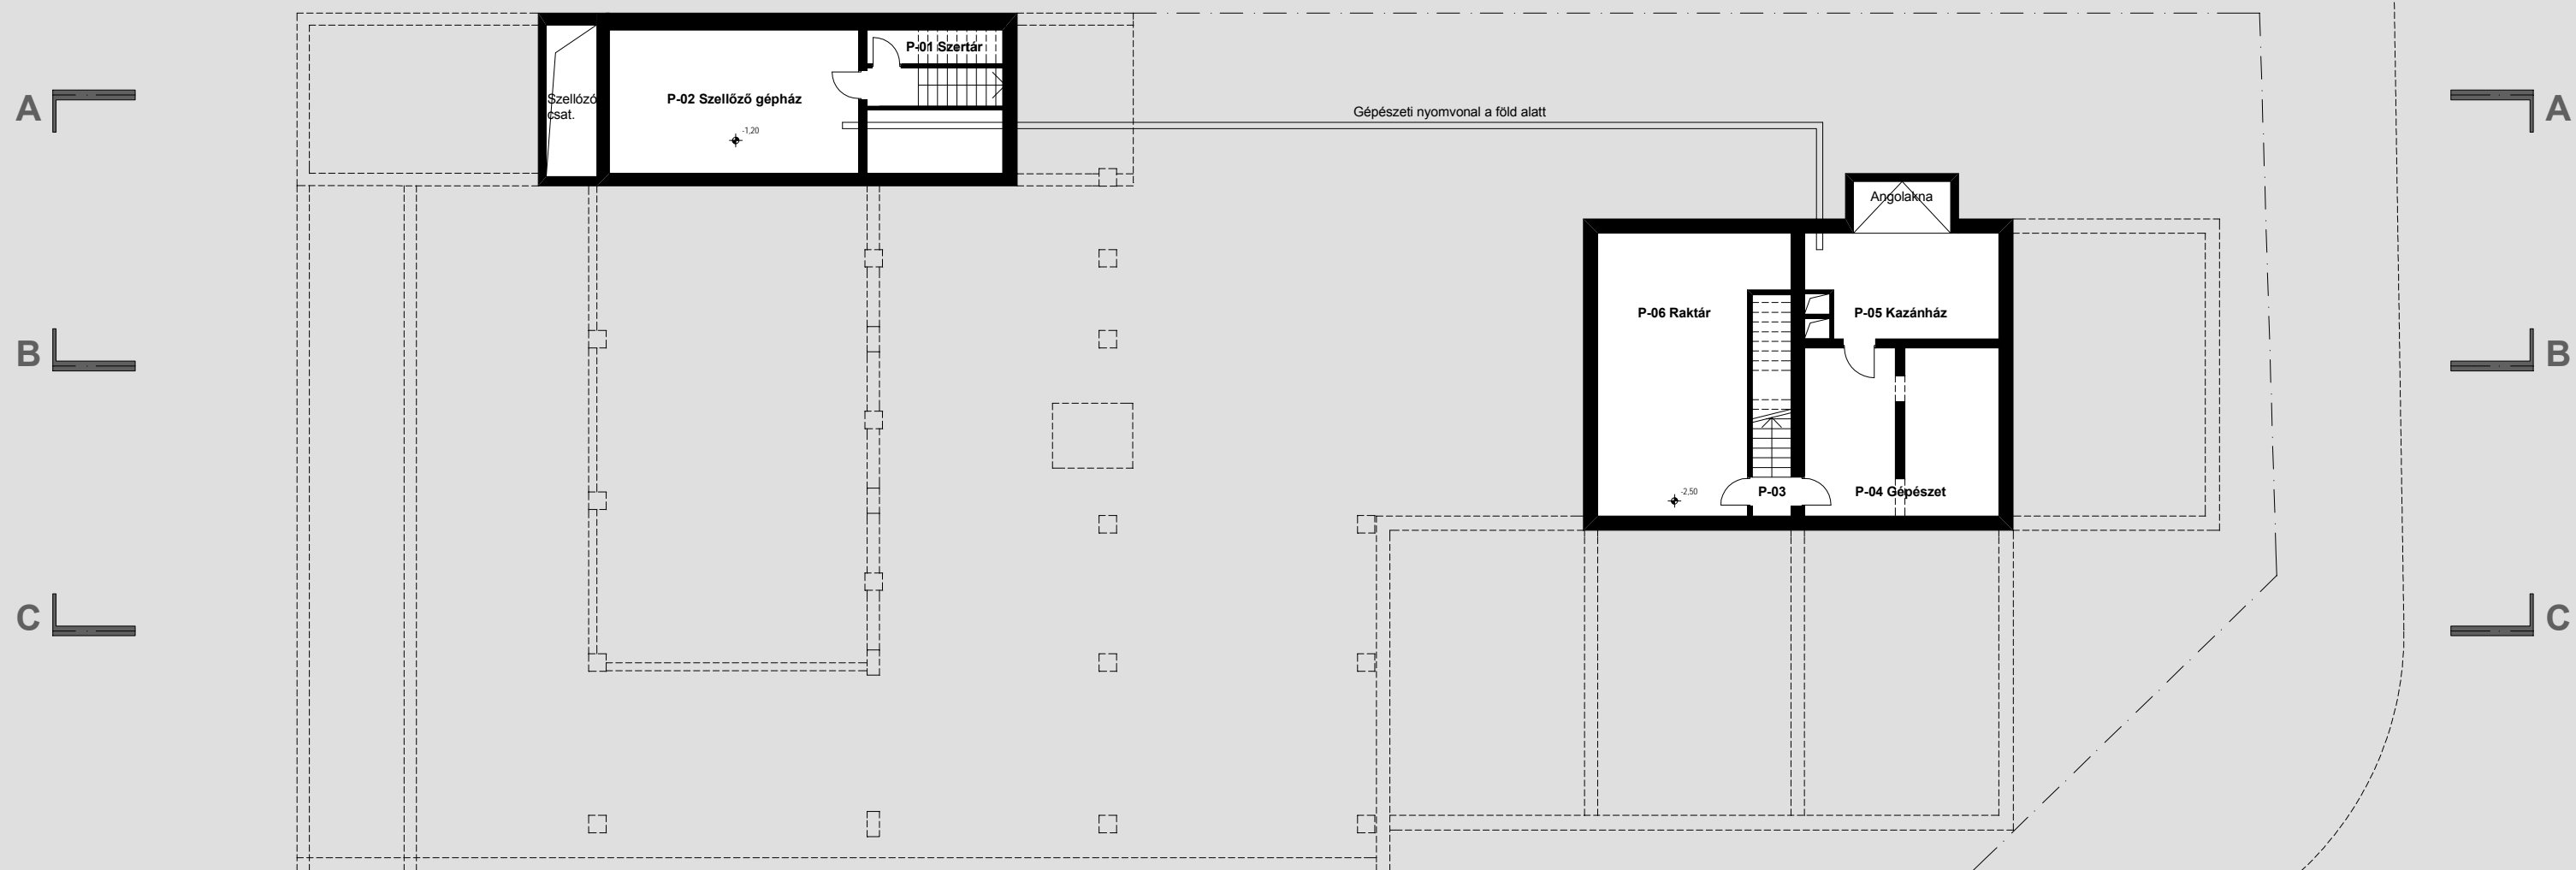 P-01 Szertár
A
Szellőző
csat.
P-02 Szellőző gépház
-1,20
Gépészeti nyomvonal a föld alatt
A
Angolakna
B
P-06 Raktár
P-05 Kazánház
B
-2,50
P-03
P-04 Gépészet
C
C